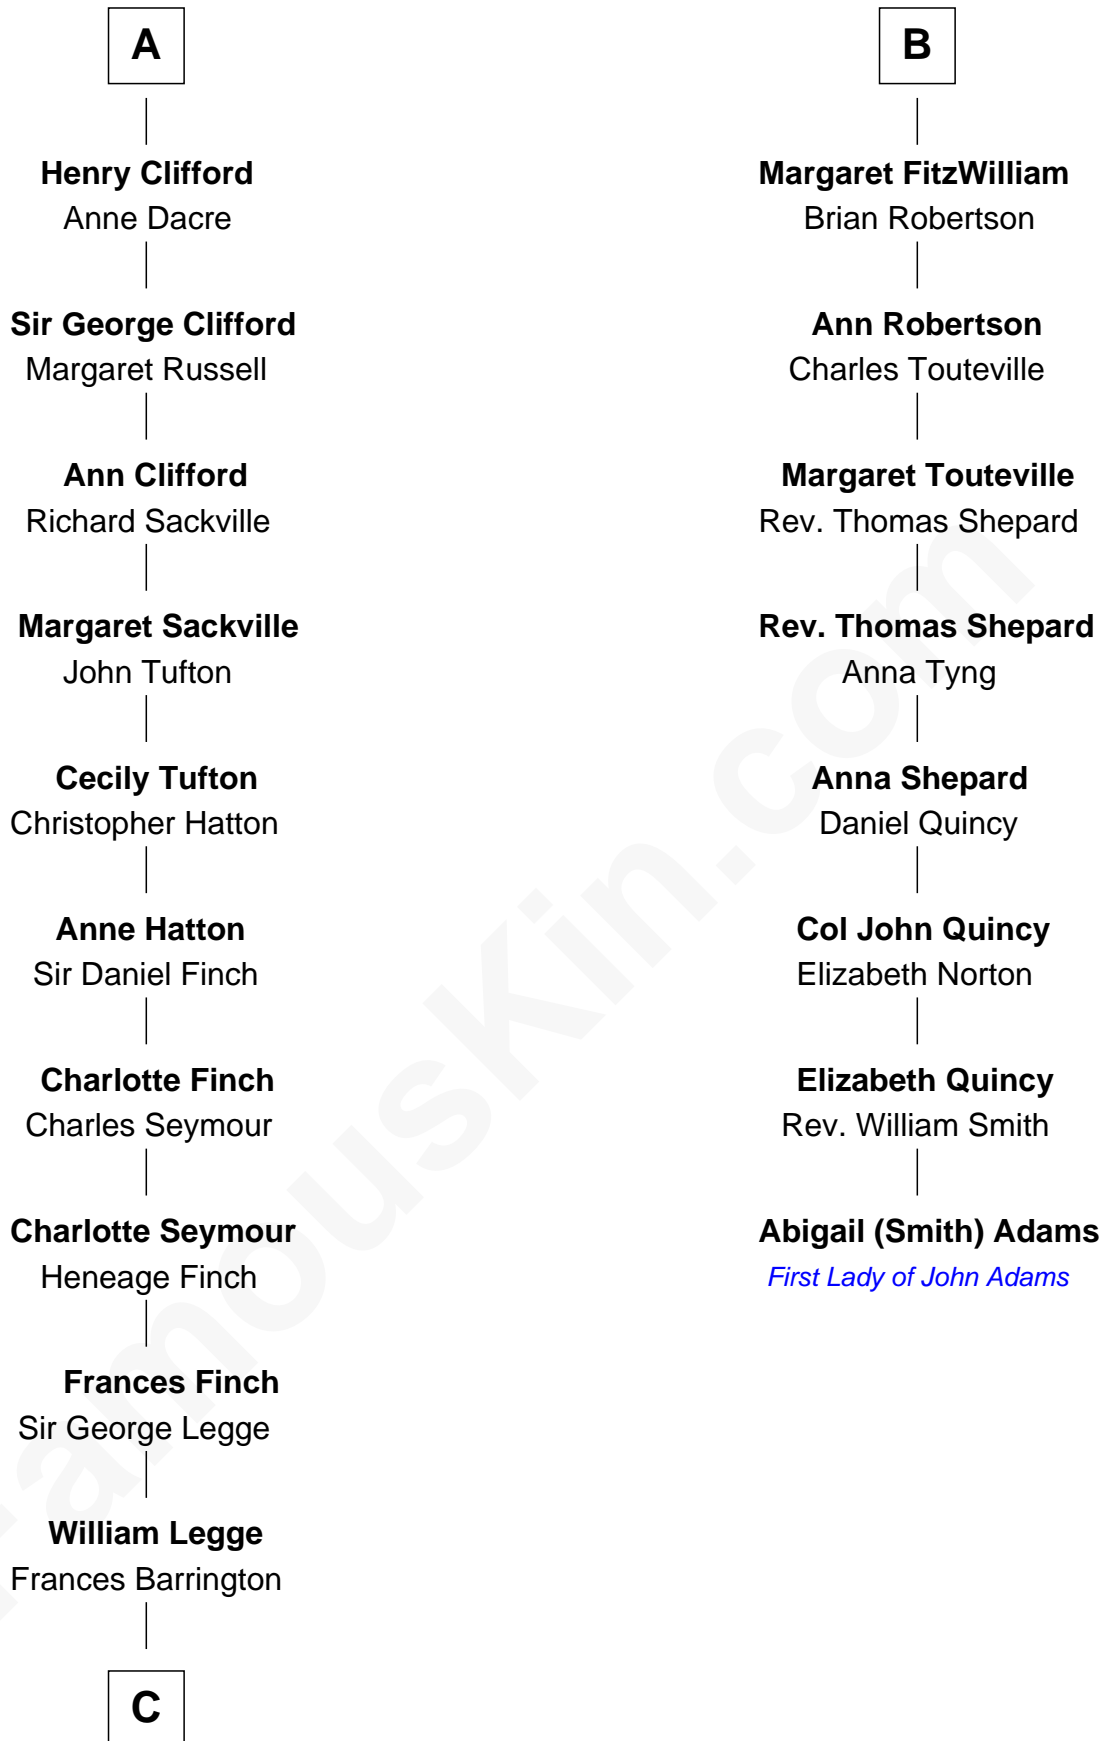 A
Henry Clifford
Anne Dacre
Sir George Clifford
Margaret Russell
Ann Clifford
Richard Sackville
Margaret Sackville
John Tufton
Cecily Tufton
Christopher Hatton
Anne Hatton
Sir Daniel Finch
Charlotte Finch
Charles Seymour
Charlotte Seymour
Heneage Finch
Frances Finch
Sir George Legge
William Legge
Frances Barrington
C
B
Margaret FitzWilliam
Brian Robertson
Ann Robertson
Charles Touteville
Margaret Touteville
Rev. Thomas Shepard
Rev. Thomas Shepard
Anna Tyng
Anna Shepard
Daniel Quincy
Col John Quincy
Elizabeth Norton
Elizabeth Quincy
Rev. William Smith
Abigail (Smith) Adams
First Lady of John Adams
FamousKin.com